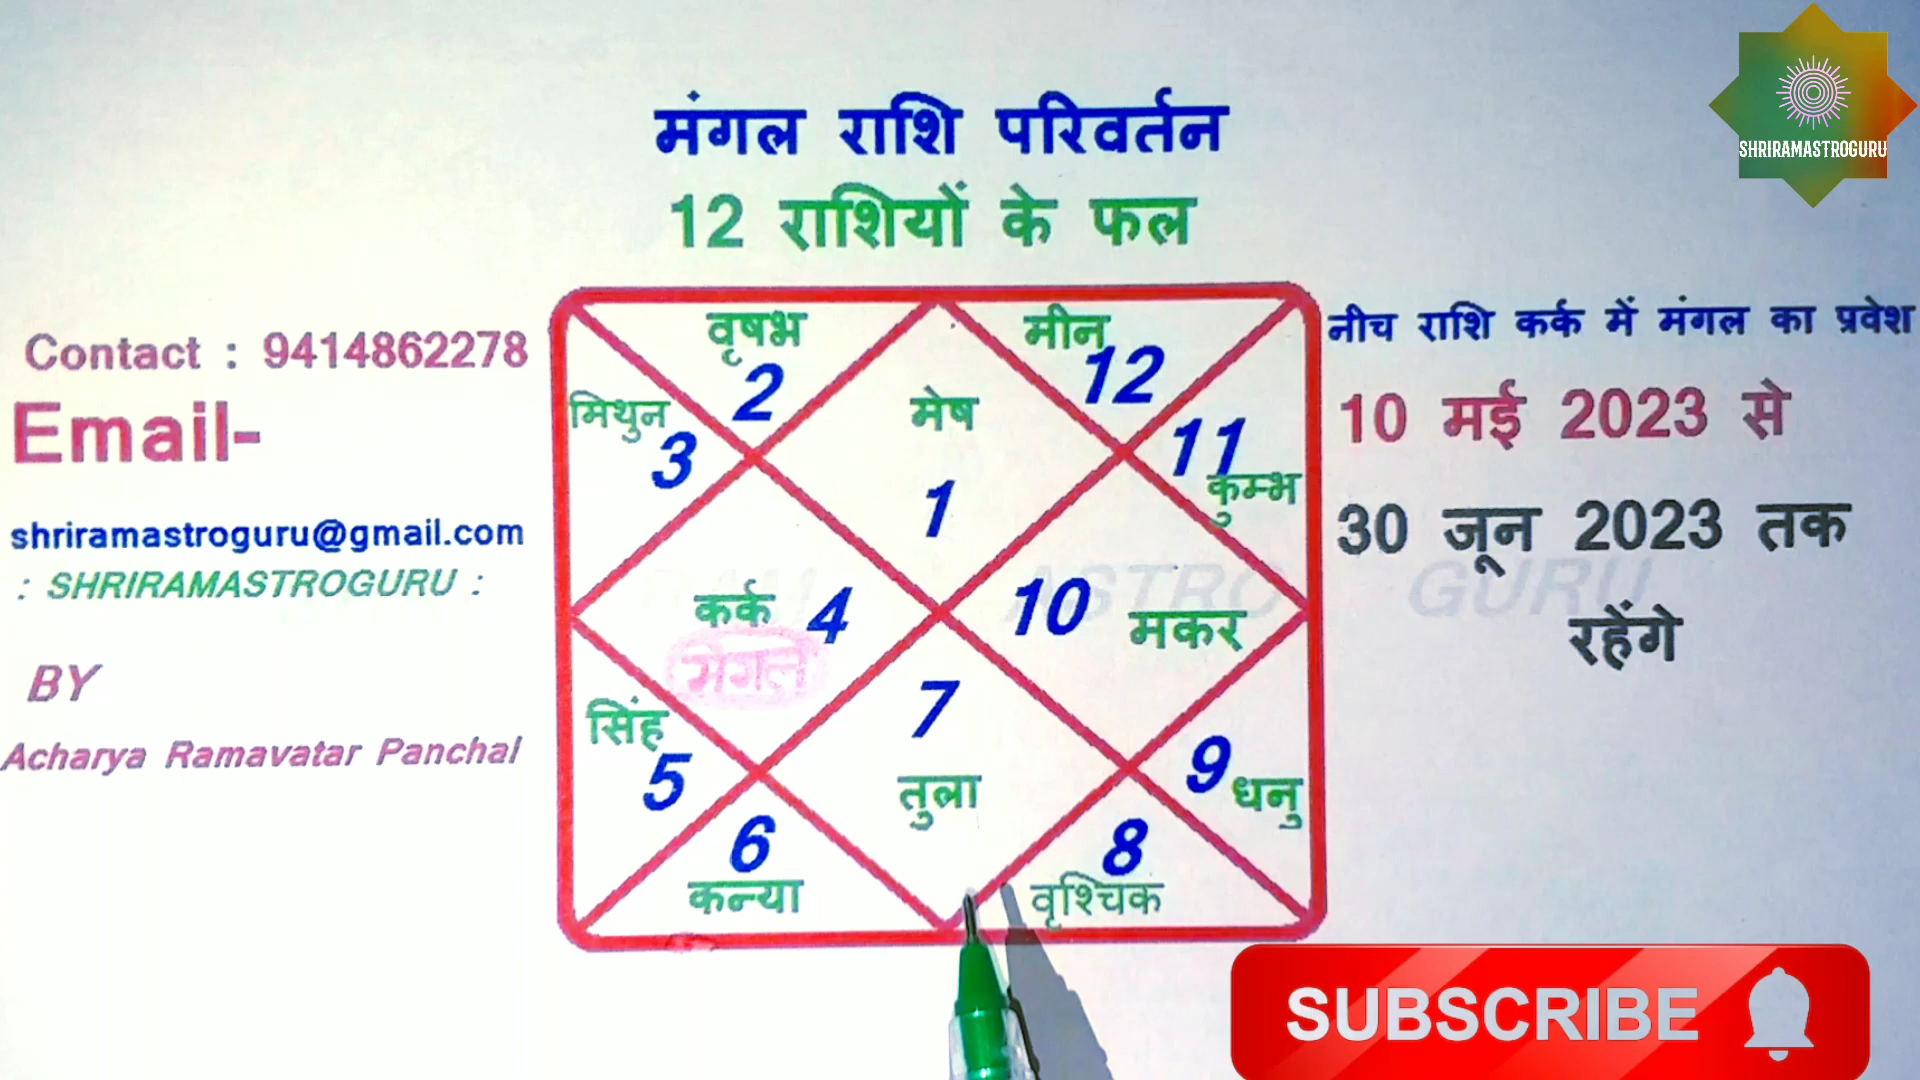 मंगल राशि परिवर्तन
12 राशियों के फल
SHRIRAMASTROGURU
Contact : 9414862278
Email-
shriramastroguru@gmail.com
: SHRIRAMASTROGURU :
BY
Acharya Ramavatar Panchal
वृषभ
2
मीन
12
मिथुन
3
मेष
1
11
कुम्भ
कर्क 4
मंगल
10 मकर
सिंह
5
7
तुला
9 धनु
6
कन्या
8
वृश्चिक
नीच राशि कर्क में मंगल का प्रवेश
10 मई 2023 से
30 जून 2023 तक
रहेंगे
ASTRO GURU
SUBSCRIBE